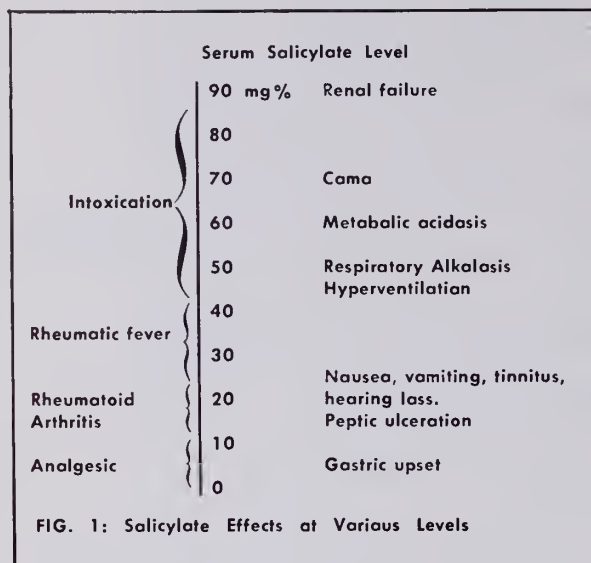 Serum Salicylate Level
90 mg% Renal failure
80
70 Cama
Intoxication
60 Metabalic acidasis
50 Respiratory Alkalasis
Hyperventilatian
40
Rheumatic fever
30
Nausea, vamiting, tinnitus,
Rheumatoid 20 hearing lass.
Arthritis Peptic ulceration
10
Analgesic Gastric upset
0
FIG. 1: Salicylate Effects at Variaus Levels